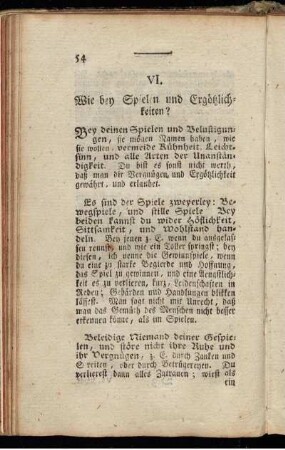 54
VI.
Wie bey Spielen und Ergötzlich-
keiten?
Bey deinen Spielen und Belustigun-
gen, sie mögen Namen haben, wie
sie wollen, vermeide Kühnheit, Leicht-
sinn, und alle Arten der Unanstän-
digkeit. Du bist es sonst nicht werth,
daß man dir Vergnügen, und Ergötzlichkeit
gewährt, und erlaubet.
Es sind der Spiele zweyerley: Be-
wegspiele, und stille Spiele Bey
beiden kannst du wider Höflichkeit,
Sittsamkeit, und Wohlstand han-
deln. Bey jenen z. E. wenn du ausgelas-
sen rennst, und wie ein Toller springst; bey
diesen, ich nenne die Gewinnspiele, wenn
du eine zu starke Begierde und Hoffnung,
das Spiel zu gewinnen, und eine Aengstlichkeit
es zu verlieren, kurz, Leidenschaften in
Reden, Gebärden und Handlungen blicken
lässest. Man sagt nicht mit Unrecht, daß
man das Gemüth des Menschen nicht besser
erkennen könne, als im Spielen.
Beleidige Niemand deiner Gespie-
len, und störe nicht ihre Ruhe und
ihr Vergnügen, z. E. durch Zanken und
Streiten, oder durch Betrügereyen. Du
verlierest dann alles Zutrauen; wirst als
ein